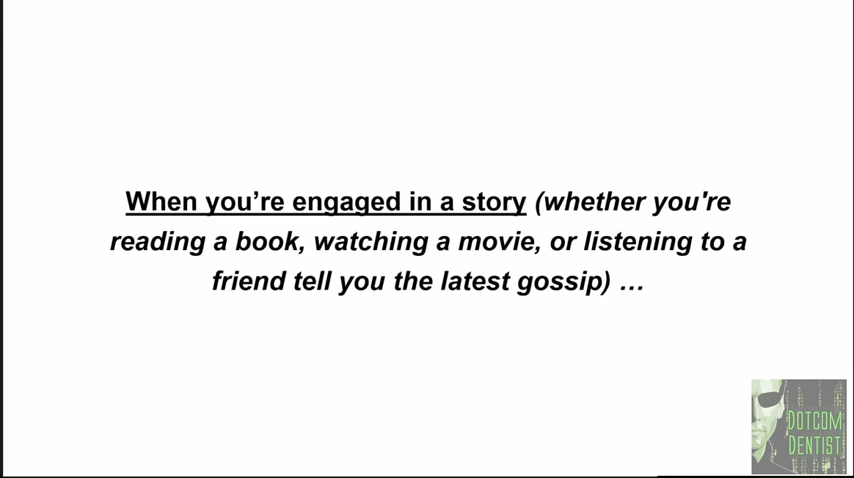 When you’re engaged in a story (whether you're
reading a book, watching a movie, or listening to a
friend tell you the latest gossip) …
DOTCOM
DENTIST